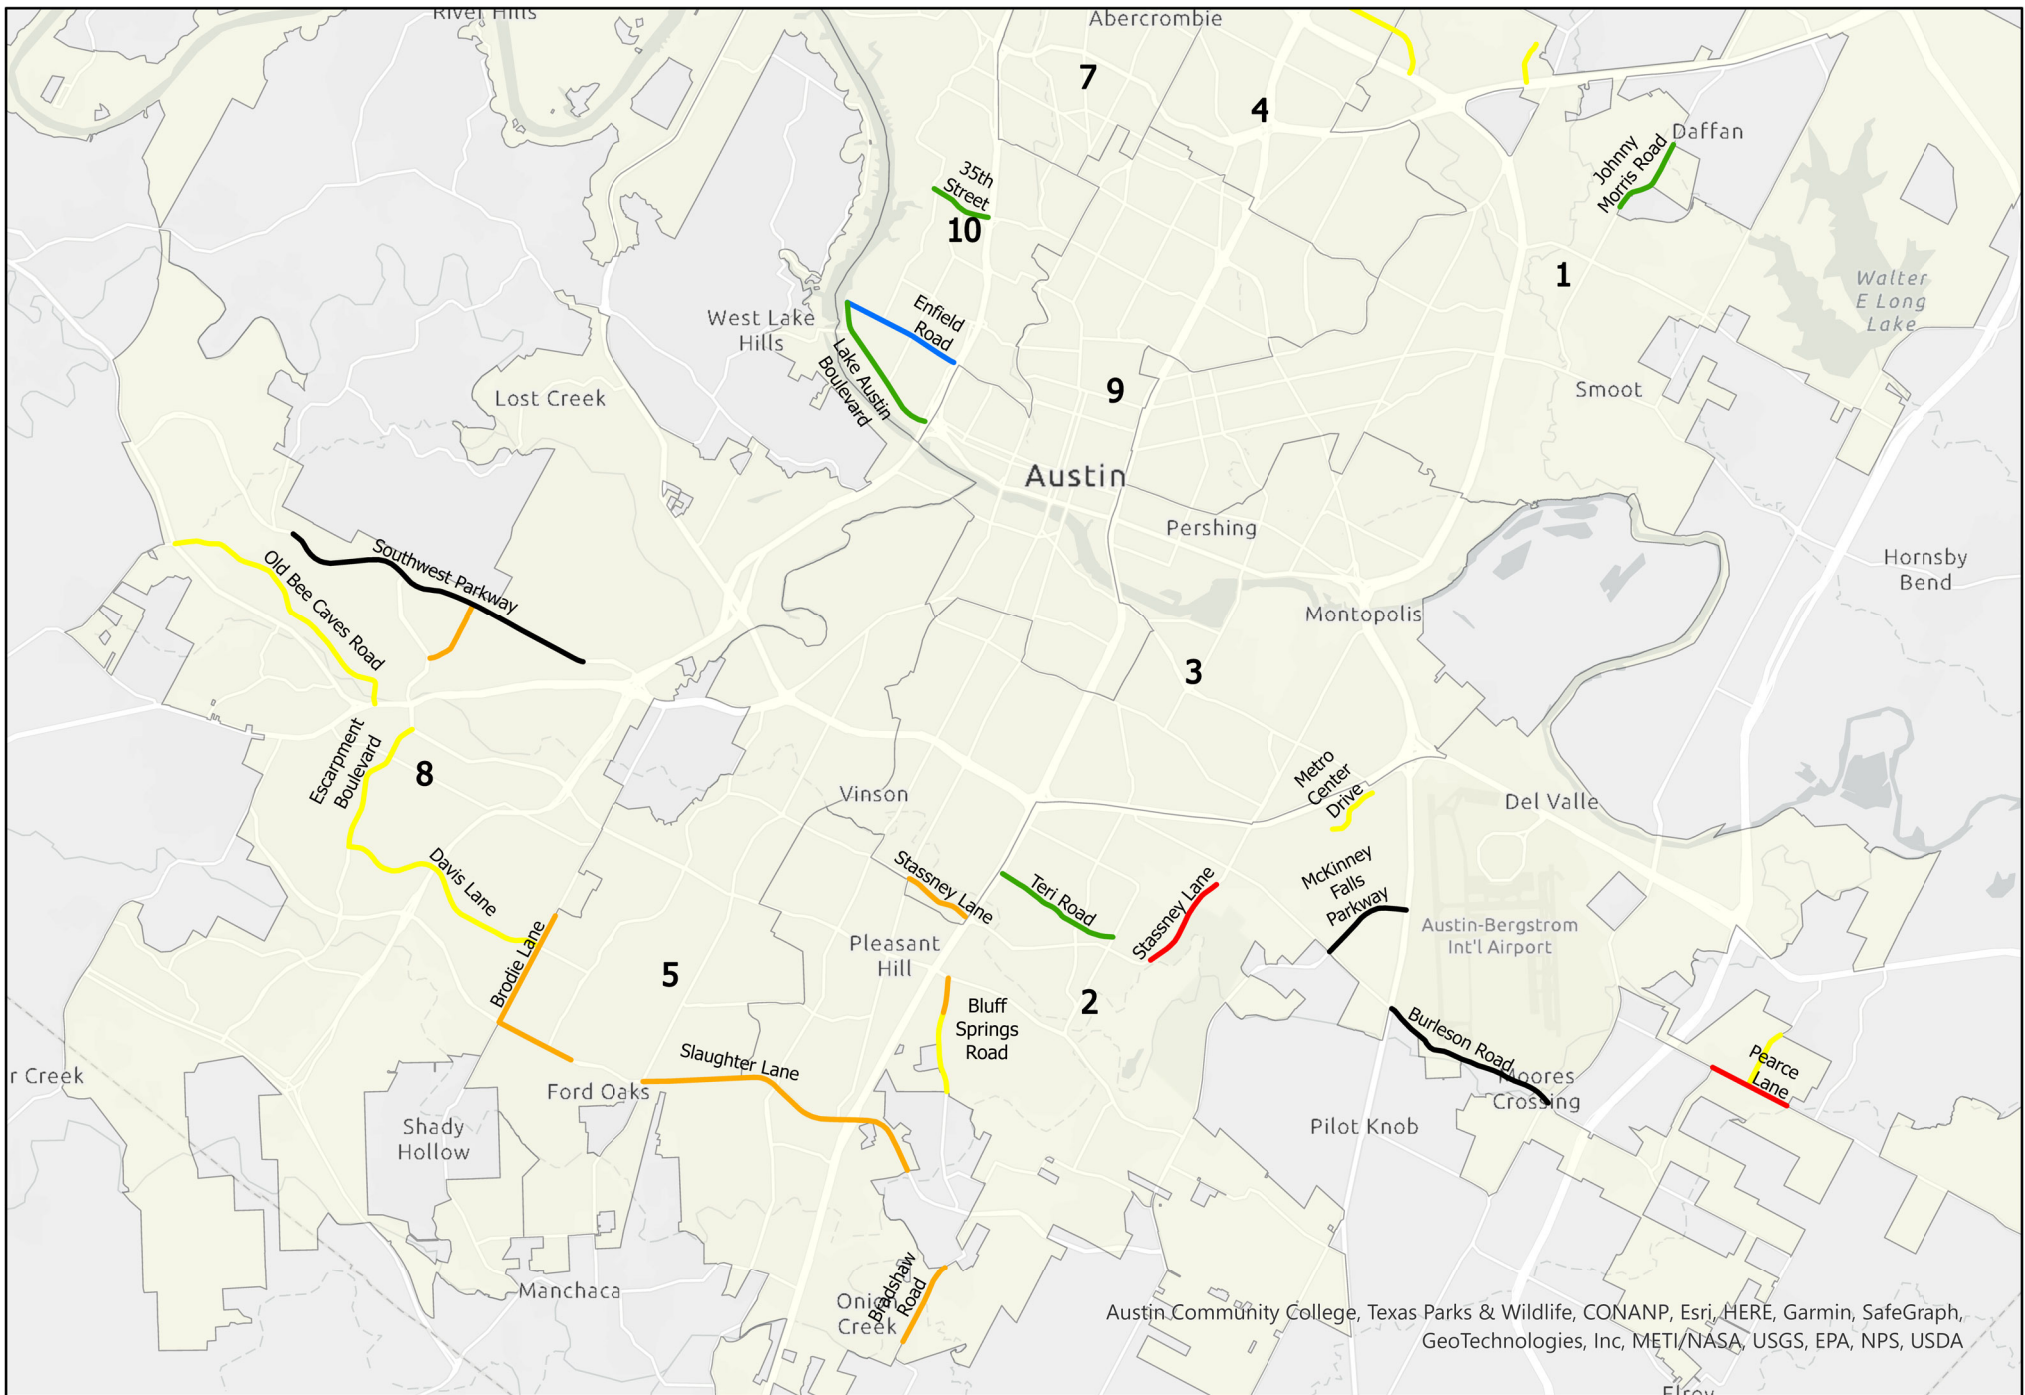 River Hills
Abercrombie
7
4
Daffan
Johnny
Morris Road
35th
Street
10
1
Walter
E Long
Lake
West Lake
Hills
Enfield
Road
Lake Austin
Boulevard
Lost Creek
9
Smoot
Austin
Pershing
Hornsby
Bend
Southwest Parkway
Old Bee Caves Road
Montopolis
3
Escarpment
Boulevard
8
Vinson
Metro
Center
Drive
Del Valle
Davis Lane
Stassney Lane
Teri Road
Stassney Lane
McKinney
Falls
Parkway
Austin-Bergstrom
Int'l Airport
Brodie Lane
Pleasant
Hill
5
2
Bluff
Springs
Road
Burleson Road
Moores
Crossing
Pearce
Lane
r Creek
Slaughter Lane
Ford Oaks
Shady
Hollow
Pilot Knob
Manchaca
Bradshaw
Road
Onion
Creek
Austin Community College, Texas Parks & Wildlife, CONANP, Esri, HERE, Garmin, SafeGraph,
GeoTechnologies, Inc, METI/NASA, USGS, EPA, NPS, USDA
Elroy